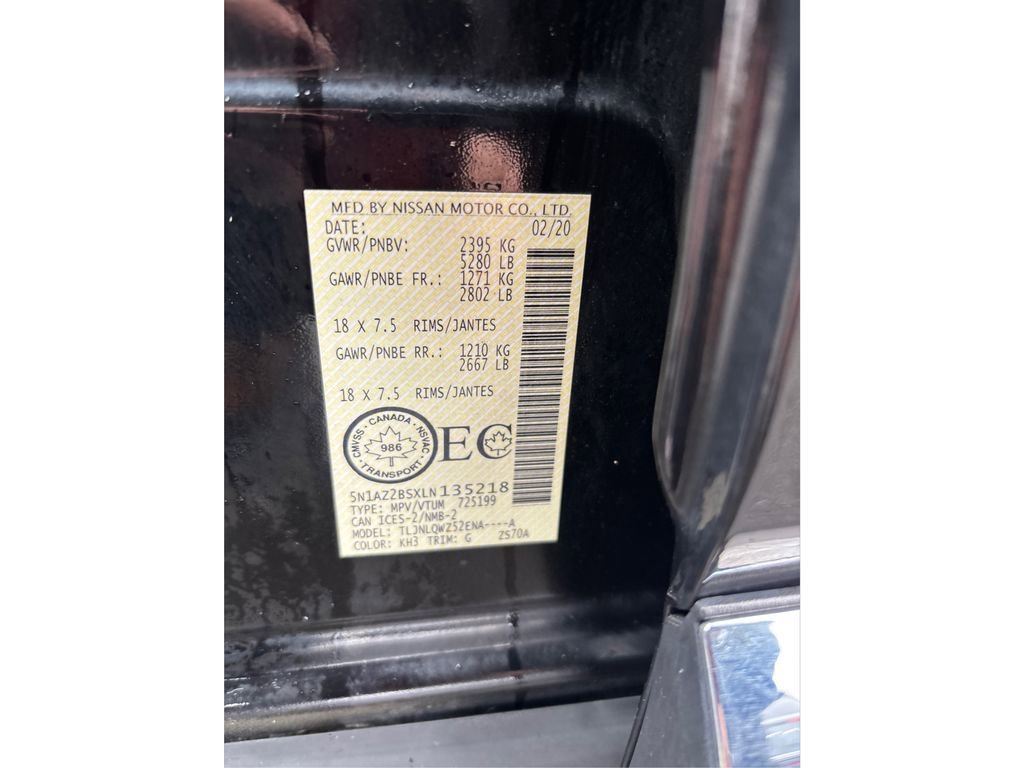 MFD BY NISSAN MOTOR CO., LTD.
DATE: 02/20
GVWR/PNBV: 2395 KG
5280 LB
GAWR/PNBE FR.: 1271 KG
2802 LB
18 X 7.5 RIMS/JANTES
GAWR/PNBE RR.: 1210 KG
2667 LB
18 X 7.5 RIMS/JANTES
CMVSS · CANADA · NSVAC
986
· TRANSPORT ·
EC
5N1AZ2BSXLN135218
TYPE: MPV/VTUM 725199
CAN ICES-2/NMB-2
MODEL: TLJNLQWZ52ENA----A
COLOR: KH3 TRIM: G ZS70A